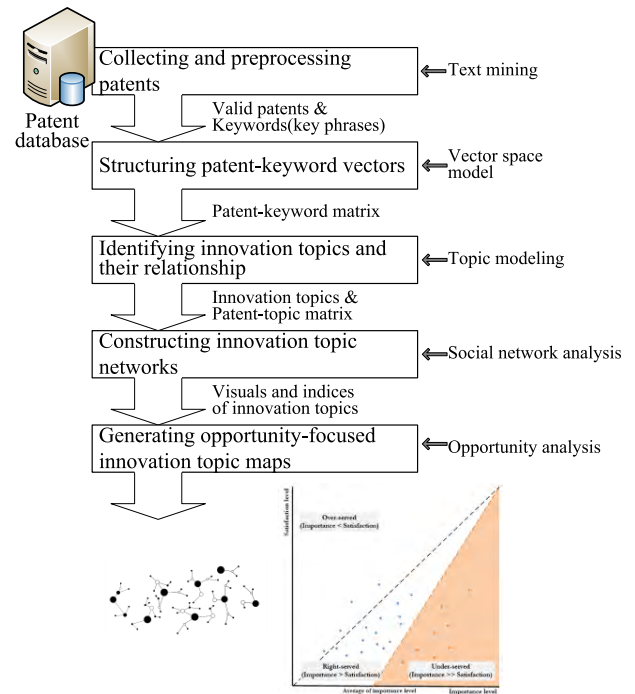 Collecting and preprocessing
patents
Text mining
Patent
database
Valid patents &
Keywords(key phrases)
Structuring patent-keyword vectors
Vector space
model
Patent-keyword matrix
Identifying innovation topics and
their relationship
Topic modeling
Innovation topics &
Patent-topic matrix
Constructing innovation topic
networks
Social network analysis
Visuals and indices
of innovation topics
Generating opportunity-focused
innovation topic maps
Opportunity analysis
Satisfaction level
Over-served
(Importance < Satisfaction)
Right-served
(Importance > Satisfaction)
Under-served
(Importance >> Satisfaction)
Average of importance level
Importance level